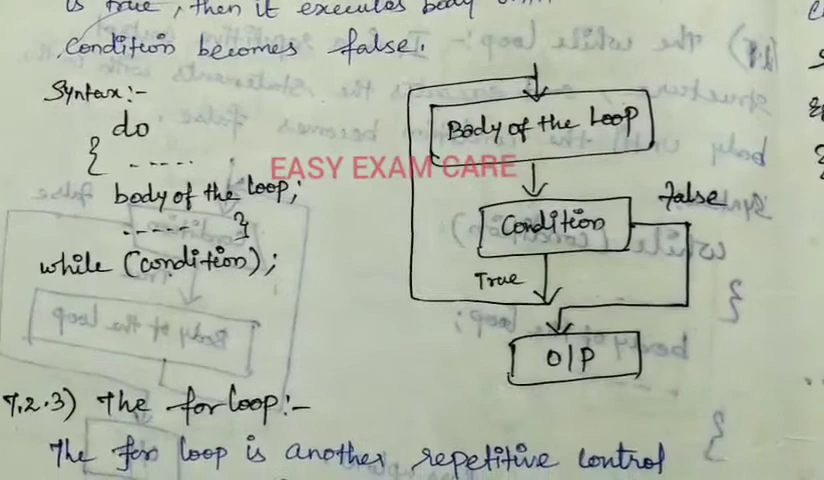 is true, then it executes body
Condition becomes false.
Syntax:-
do
{ .....
body of the loop;
..... }
while (condition);
Body of the Loop
Condition
false
True
O/P
EASY EXAM CARE
7.2.3) The for loop:-
The for loop is another repetitive control